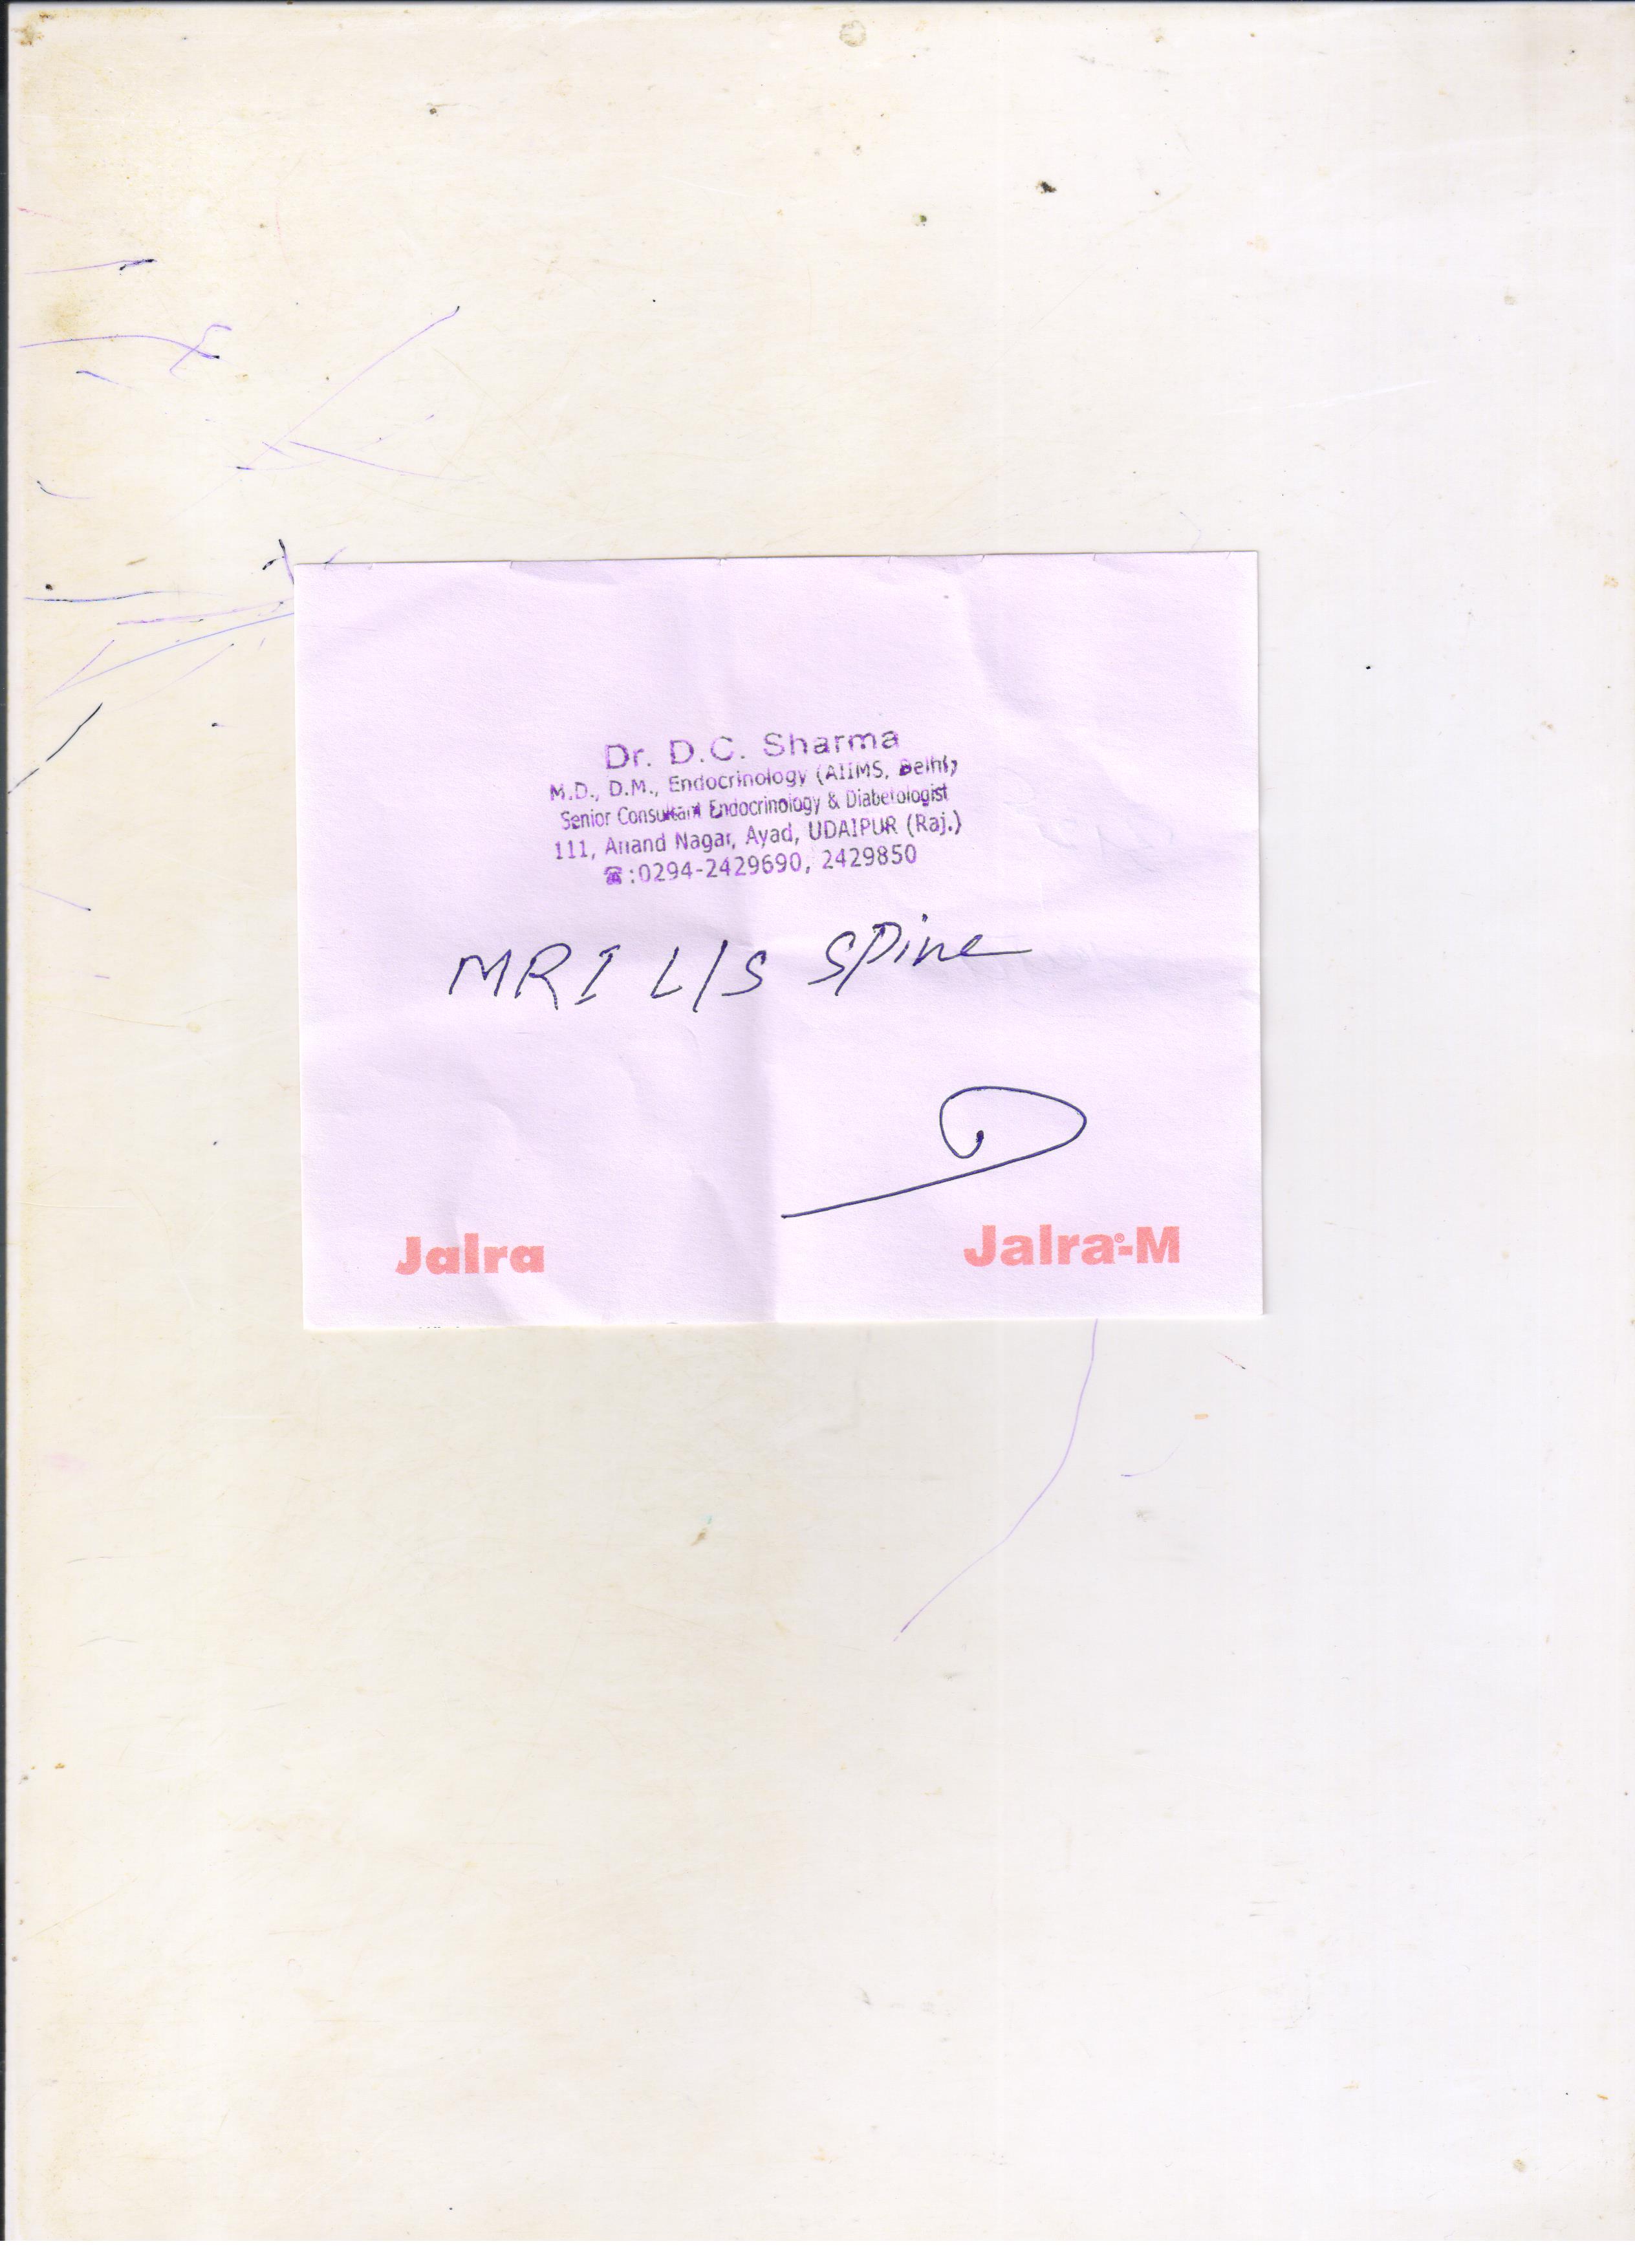 Dr. D.C. Sharma
M.D., D.M., Endocrinology (AIIMS, Delhi)
Senior Consultant Endocrinology & Diabetologist
111, Anand Nagar, Ayad, UDAIPUR (Raj.)
☎:0294-2429690, 2429850
MRI L/S Spine
Jalra Jalra®-M